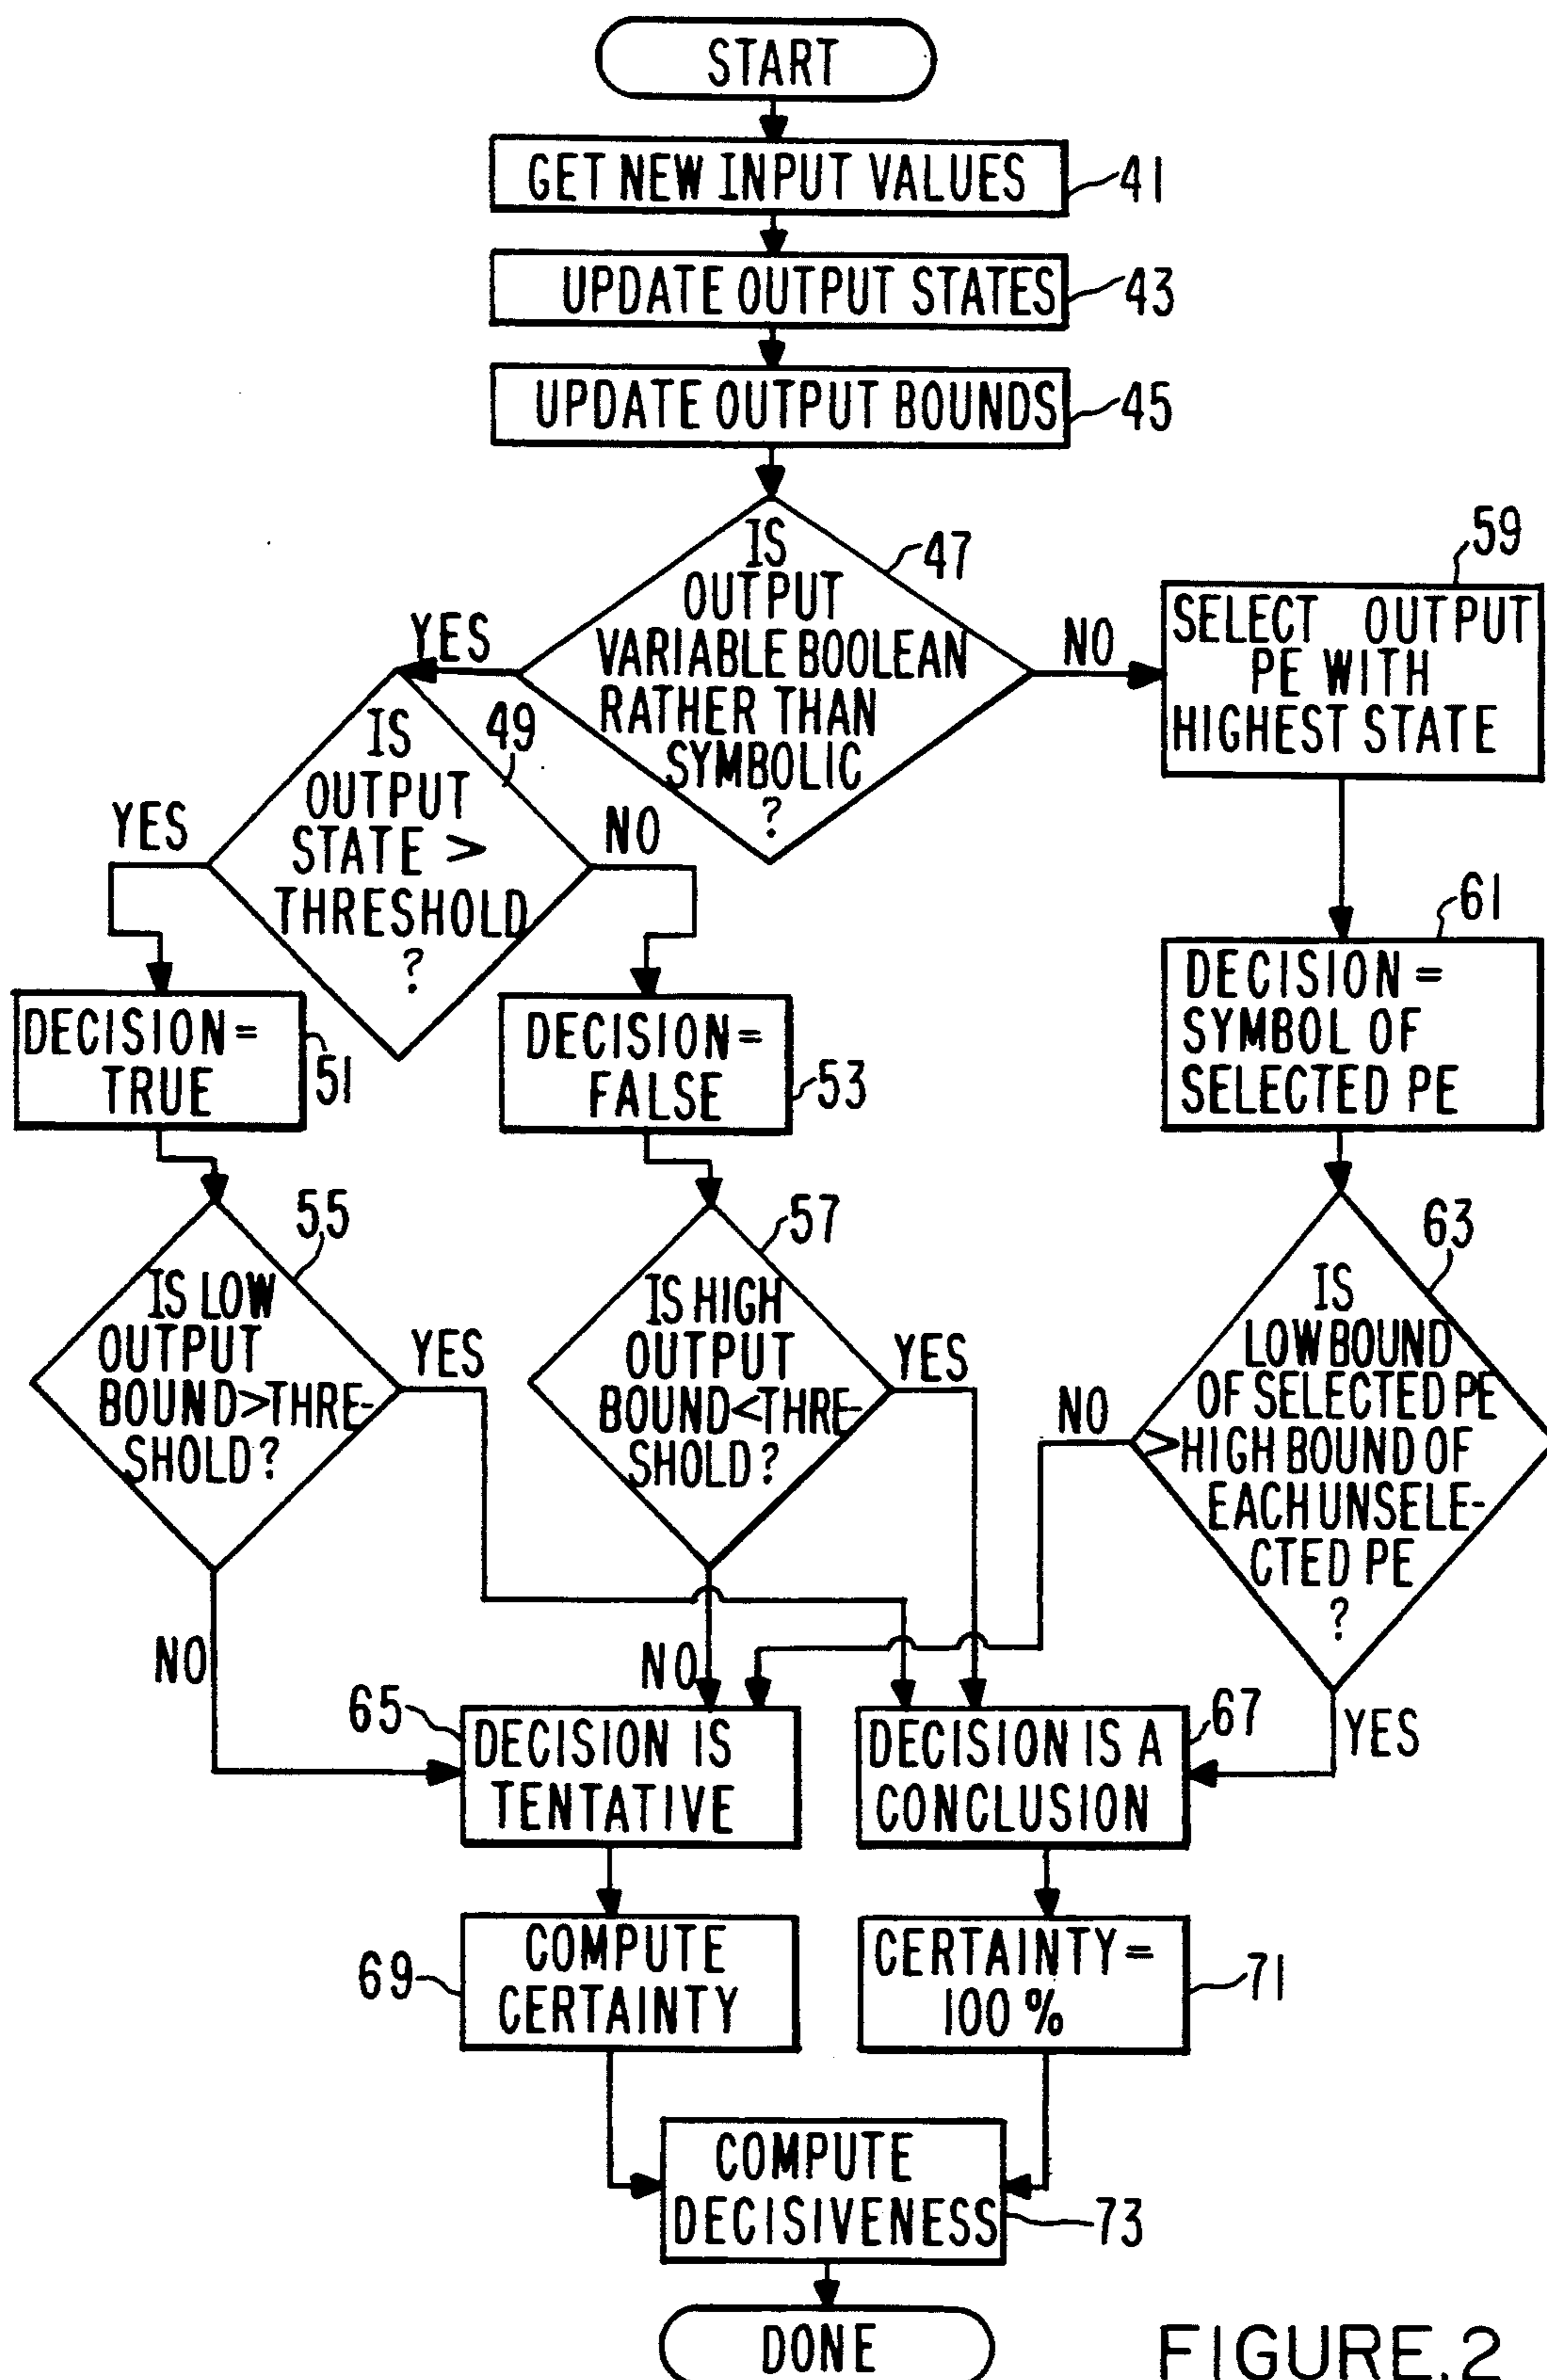 START
GET NEW INPUT VALUES
41
UPDATE OUTPUT STATES
43
UPDATE OUTPUT BOUNDS
45
IS
OUTPUT
VARIABLE BOOLEAN
RATHER THAN
SYMBOLIC
?
47
YES
NO
59
SELECT OUTPUT
PE WITH
HIGHEST STATE
IS
OUTPUT
STATE >
THRESHOLD
?
49
YES
NO
61
DECISION =
SYMBOL OF
SELECTED PE
DECISION =
TRUE
51
DECISION =
FALSE
53
55
IS LOW
OUTPUT
BOUND>THRE-
SHOLD?
YES
NO
57
IS HIGH
OUTPUT
BOUND<THRE-
SHOLD?
YES
NO
63
IS
LOW BOUND
OF SELECTED PE
>HIGH BOUND OF
EACH UNSELE-
CTED PE
?
NO
YES
65
DECISION IS
TENTATIVE
67
DECISION IS A
CONCLUSION
69
COMPUTE
CERTAINTY
CERTAINTY =
100 %
71
COMPUTE
DECISIVENESS
73
DONE
FIGURE.2